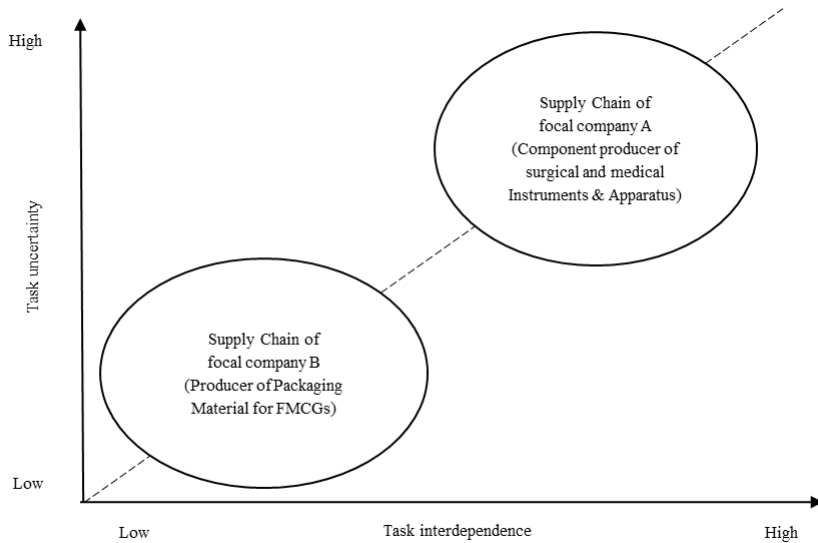 High
Supply Chain of
focal company A
(Component producer of
surgical and medical
Instruments & Apparatus)
Task uncertainty
Supply Chain of
focal company B
(Producer of Packaging
Material for FMCGs)
Low
Low
Task interdependence
High